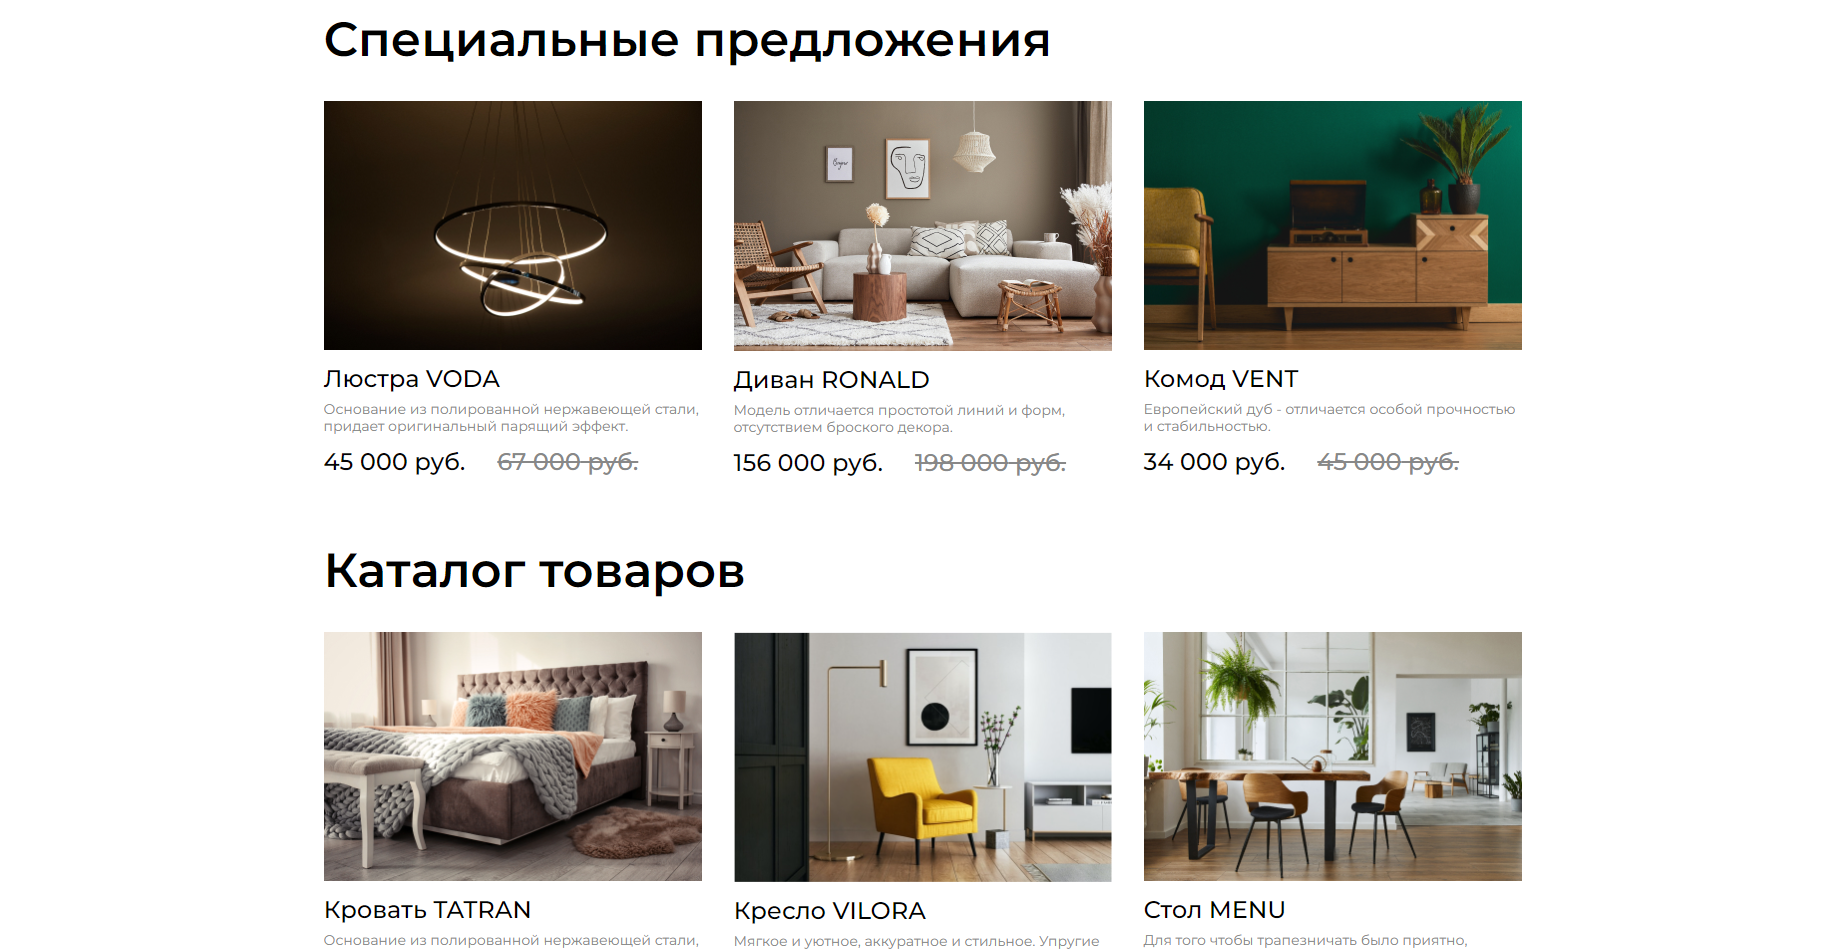 Специальные предложения
Люстра VODA
Основание из полированной нержавеющей стали,
придает оригинальный парящий эффект.
45 000 руб. 67 000 руб.
Bonjour
Диван RONALD
Модель отличается простотой линий и форм,
отсутствием броского декора.
156 000 руб. 198 000 руб.
Комод VENT
Европейский дуб - отличается особой прочностью
и стабильностью.
34 000 руб. 45 000 руб.
Каталог товаров
Кровать TATRAN
Основание из полированной нержавеющей стали,
Кресло VILORA
Мягкое и уютное, аккуратное и стильное. Упругие
Стол MENU
Для того чтобы трапезничать было приятно,